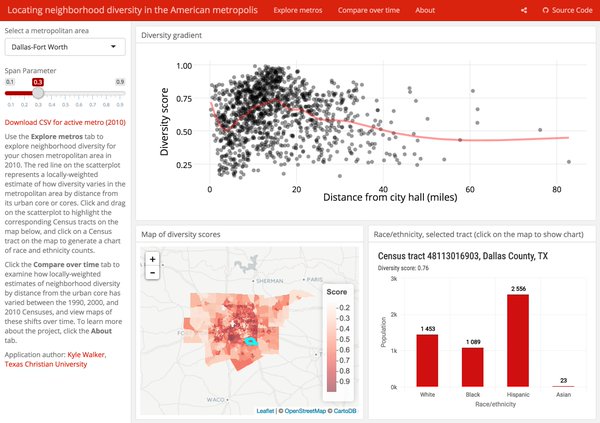 Locating neighborhood diversity in the American metropolis
Explore metros
Compare over time
About
Source Code
Select a metropolitan area
Dallas-Fort Worth
Span Parameter
0.1 0.3 0.9
0.1 0.2 0.3 0.4 0.5 0.6 0.7 0.8 0.9
Download CSV for active metro (2010)
Use the Explore metros tab to
explore neighborhood diversity for
your chosen metropolitan area in
2010. The red line on the scatterplot
represents a locally-weighted
estimate of how diversity varies in the
metropolitan area by distance from
its urban core or cores. Click and drag
on the scatterplot to highlight the
corresponding Census tracts on the
map below, and click on a Census
tract on the map to generate a chart
of race and ethnicity counts.
Click the Compare over time tab to
examine how locally-weighted
estimates of neighborhood diversity
by distance from the urban core has
varied between the 1990, 2000, and
2010 Censuses, and view maps of
these shifts over time. To learn more
about the project, click the About
tab.
Application author: Kyle Walker,
Texas Christian University
Diversity gradient
Diversity score
1.00
0.75
0.50
0.25
0 20 40 60 80
Distance from city hall (miles)
Map of diversity scores
+
−
SHERMAN
PARIS
FO
T
WACO
Score
0.2
0.3
0.4
0.5
0.6
0.7
0.8
0.9
Leaflet | © OpenStreetMap © CartoDB
Race/ethnicity, selected tract (click on the map to show chart)
Census tract 48113016903, Dallas County, TX
Diversity score: 0.76
Population
3k
2k
1k
0k
1 453
1 089
2 556
23
White Black Hispanic Asian
Race/ethnicity